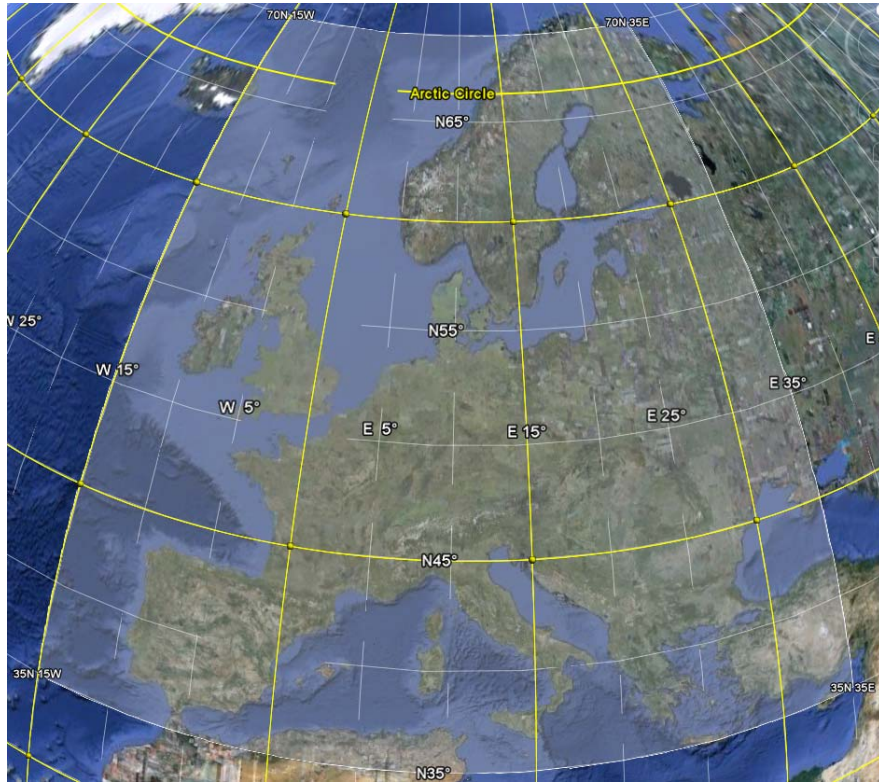 70N 15W
70N 35E
Arctic Circle
N65°
W 25°
N55°
E
W 15°
E 35°
W 5°
E 25°
E 5°
E 15°
N45°
35N 15W
35N 35E
N35°